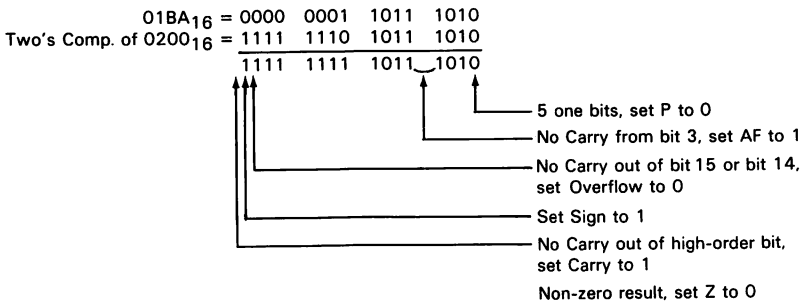 01BA16 = 0000 0001 1011 1010
Two's Comp. of 020016 = 1111 1110 1011 1010
1111 1111 1011 1010
5 one bits, set P to 0
No Carry from bit 3, set AF to 1
No Carry out of bit 15 or bit 14,
set Overflow to 0
Set Sign to 1
No Carry out of high-order bit,
set Carry to 1
Non-zero result, set Z to 0